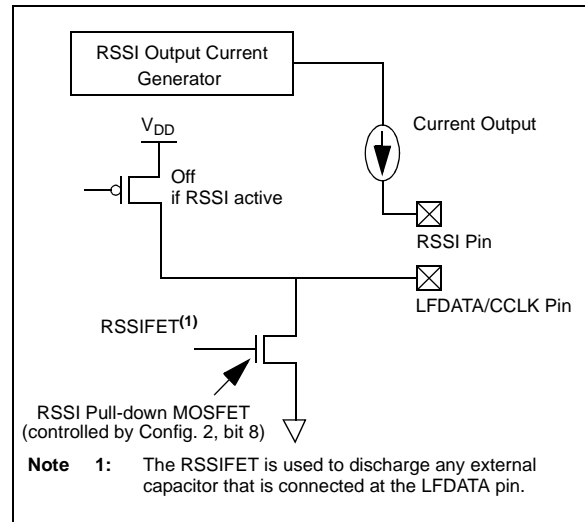 RSSI Output Current
Generator
VDD
Current Output
Off
if RSSI active
RSSI Pin
LFDATA/CCLK Pin
RSSIFET(1)
RSSI Pull-down MOSFET
(controlled by Config. 2, bit 8)
Note 1: The RSSIFET is used to discharge any external
capacitor that is connected at the LFDATA pin.